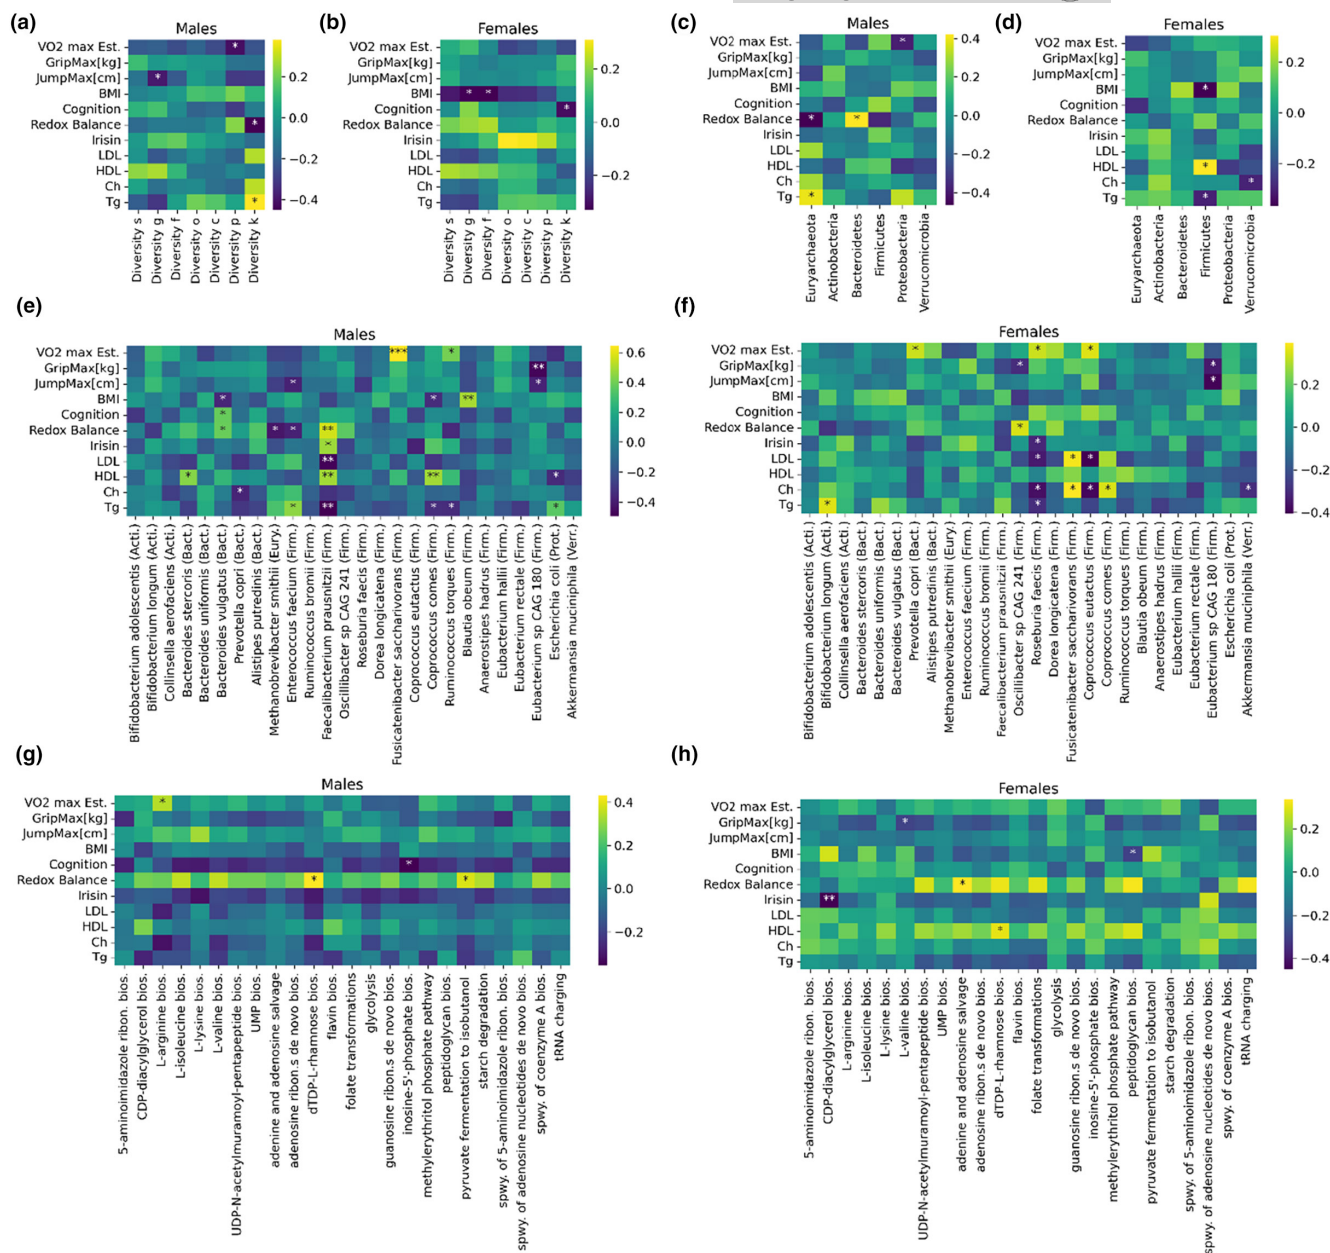 (a)
Males
VO2 max Est.
GripMax[kg]
JumpMax[cm]
BMI
Cognition
Redox Balance
Irisin
LDL
HDL
Ch
Tg
* * * * 
0.2
0.0
−0.2
−0.4
Diversity s
Diversity g
Diversity f
Diversity o
Diversity c
Diversity p
Diversity k
(b)
Females
VO2 max Est.
GripMax[kg]
JumpMax[cm]
BMI
Cognition
Redox Balance
Irisin
LDL
HDL
Ch
Tg
* * *
0.2
0.0
−0.2
Diversity s
Diversity g
Diversity f
Diversity o
Diversity c
Diversity p
Diversity k
(c)
Males
VO2 max Est.
GripMax[kg]
JumpMax[cm]
BMI
Cognition
Redox Balance
Irisin
LDL
HDL
Ch
Tg
* * * *
0.4
0.2
0.0
−0.2
−0.4
Euryarchaeota
Actinobacteria
Bacteroidetes
Firmicutes
Proteobacteria
Verrucomicrobia
(d)
Females
VO2 max Est.
GripMax[kg]
JumpMax[cm]
BMI
Cognition
Redox Balance
Irisin
LDL
HDL
Ch
Tg
* * * *
0.2
0.0
−0.2
Euryarchaeota
Actinobacteria
Bacteroidetes
Firmicutes
Proteobacteria
Verrucomicrobia
(e)
Males
VO2 max Est.
GripMax[kg]
JumpMax[cm]
BMI
Cognition
Redox Balance
Irisin
LDL
HDL
Ch
Tg
0.6
0.4
0.2
0.0
−0.2
−0.4
Bifidobacterium adolescentis (Acti.)
Bifidobacterium longum (Acti.)
Collinsella aerofaciens (Acti.)
Bacteroides stercoris (Bact.)
Bacteroides uniformis (Bact.)
Bacteroides vulgatus (Bact.)
Prevotella copri (Bact.)
Alistipes putredinis (Bact.)
Methanobrevibacter smithii (Eury.)
Enterococcus faecium (Firm.)
Ruminococcus bromii (Firm.)
Faecalibacterium prausnitzii (Firm.)
Oscillibacter sp CAG 241 (Firm.)
Roseburia faecis (Firm.)
Dorea longicatena (Firm.)
Fusicatenibacter saccharivorans (Firm.)
Coprococcus eutactus (Firm.)
Coprococcus comes (Firm.)
Ruminococcus torques (Firm.)
Blautia obeum (Firm.)
Anaerostipes hadrus (Firm.)
Eubacterium hallii (Firm.)
Eubacterium rectale (Firm.)
Eubacterium sp CAG 180 (Firm.)
Escherichia coli (Prot.)
Akkermansia muciniphila (Verr.)
(f)
Females
VO2 max Est.
GripMax[kg]
JumpMax[cm]
BMI
Cognition
Redox Balance
Irisin
LDL
HDL
Ch
Tg
0.2
0.0
−0.2
−0.4
Bifidobacterium adolescentis (Acti.)
Bifidobacterium longum (Acti.)
Collinsella aerofaciens (Acti.)
Bacteroides stercoris (Bact.)
Bacteroides uniformis (Bact.)
Bacteroides vulgatus (Bact.)
Prevotella copri (Bact.)
Alistipes putredinis (Bact.)
Methanobrevibacter smithii (Eury.)
Enterococcus faecium (Firm.)
Ruminococcus bromii (Firm.)
Faecalibacterium prausnitzii (Firm.)
Oscillibacter sp CAG 241 (Firm.)
Roseburia faecis (Firm.)
Dorea longicatena (Firm.)
Fusicatenibacter saccharivorans (Firm.)
Coprococcus eutactus (Firm.)
Coprococcus comes (Firm.)
Ruminococcus torques (Firm.)
Blautia obeum (Firm.)
Anaerostipes hadrus (Firm.)
Eubacterium hallii (Firm.)
Eubacterium rectale (Firm.)
Eubacterium sp CAG 180 (Firm.)
Escherichia coli (Prot.)
Akkermansia muciniphila (Verr.)
(g)
Males
VO2 max Est.
GripMax[kg]
JumpMax[cm]
BMI
Cognition
Redox Balance
Irisin
LDL
HDL
Ch
Tg
0.4
0.2
0.0
−0.2
5-aminoimidazole ribon. bios.
CDP-diacylglycerol bios.
L-arginine bios.
L-isoleucine bios.
L-lysine bios.
L-valine bios.
UDP-N-acetylmuramoyl-pentapeptide bios.
UMP bios.
adenine and adenosine salvage
adenosine ribon.s de novo bios.
dTDP-L-rhamnose bios.
flavin bios.
folate transformations
glycolysis
guanosine ribon.s de novo bios.
inosine-5'-phosphate bios.
methylerythritol phosphate pathway
peptidoglycan bios.
pyruvate fermentation to isobutanol
starch degradation
spwy. of 5-aminoimidazole ribon. bios.
spwy. of adenosine nucleotides de novo bios.
spwy. of coenzyme A bios.
tRNA charging
(h)
Females
VO2 max Est.
GripMax[kg]
JumpMax[cm]
BMI
Cognition
Redox Balance
Irisin
LDL
HDL
Ch
Tg
0.2
0.0
−0.2
−0.4
5-aminoimidazole ribon. bios.
CDP-diacylglycerol bios.
L-arginine bios.
L-isoleucine bios.
L-lysine bios.
L-valine bios.
UDP-N-acetylmuramoyl-pentapeptide bios.
UMP bios.
adenine and adenosine salvage
adenosine ribon.s de novo bios.
dTDP-L-rhamnose bios.
flavin bios.
folate transformations
glycolysis
guanosine ribon.s de novo bios.
inosine-5'-phosphate bios.
methylerythritol phosphate pathway
peptidoglycan bios.
pyruvate fermentation to isobutanol
starch degradation
spwy. of 5-aminoimidazole ribon. bios.
spwy. of adenosine nucleotides de novo bios.
spwy. of coenzyme A bios.
tRNA charging